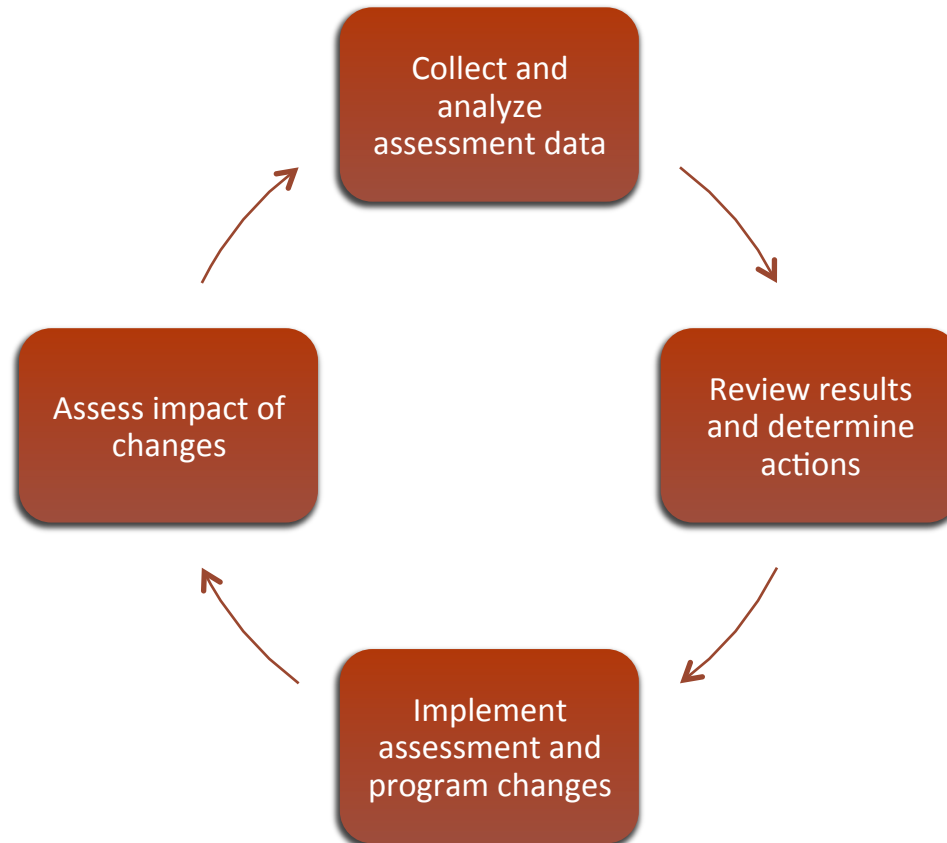 Collect and
analyze
assessment data
Review results
and determine
actions
Implement
assessment and
program changes
Assess impact of
changes